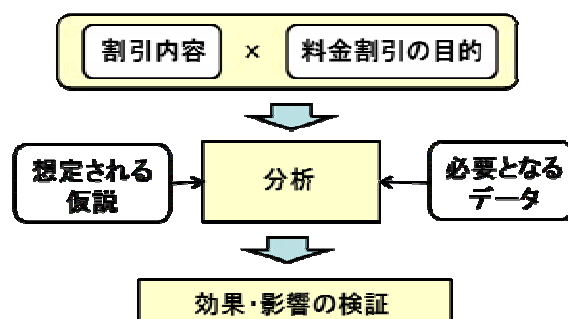 割引内容 × 料金割引の目的
想定される
仮説
分析
必要となる
データ
効果・影響の検証